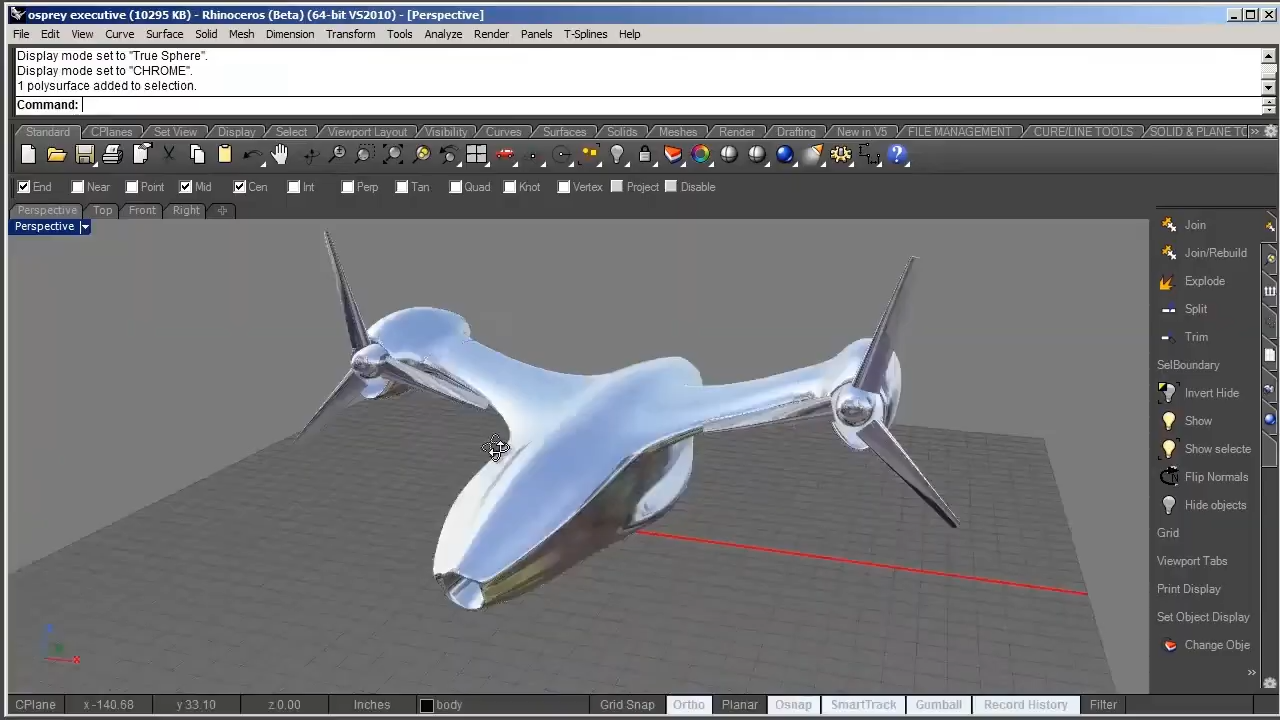 osprey executive (10295 KB) - Rhinoceros (Beta) (64-bit VS2010) - [Perspective]
File Edit View Curve Surface Solid Mesh Dimension Transform Tools Analyze Render Panels T-Splines Help
Display mode set to "True Sphere".
Display mode set to "CHROME".
1 polysurface added to selection.
Command:
Standard CPlanes Set View Display Select Viewport Layout Visibility Curves Surfaces Solids Meshes Render Drafting New in V5 FILE MANAGEMENT CURE/LINE TOOLS SOLID & PLANE TO
End Near Point Mid Cen Int Perp Tan Quad Knot Vertex Project Disable
Perspective Top Front Right
Perspective
Join
Join/Rebuild
Explode
Split
Trim
SelBoundary
Invert Hide
Show
Show selecte
Flip Normals
Hide objects
Grid
Viewport Tabs
Print Display
Set Object Display
Change Obje
x
CPlane x -140.68 y 33.10 z 0.00 Inches body Grid Snap Ortho Planar Osnap SmartTrack Gumball Record History Filter